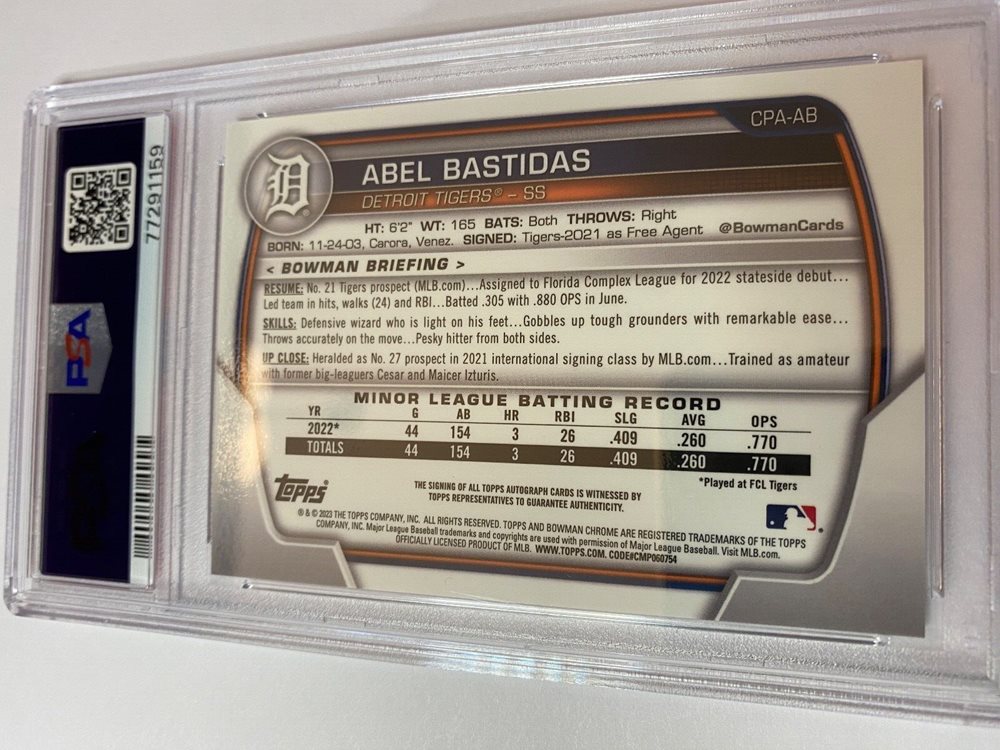 77291159
PSA
CPA-AB
D
ABEL BASTIDAS
DETROIT TIGERS® – SS
HT: 6'2" WT: 165 BATS: Both THROWS: Right
BORN: 11-24-03, Carora, Venez. SIGNED: Tigers-2021 as Free Agent @BowmanCards
< BOWMAN BRIEFING >
RESUME: No. 21 Tigers prospect (MLB.com)...Assigned to Florida Complex League for 2022 stateside debut...
Led team in hits, walks (24) and RBI...Batted .305 with .880 OPS in June.
SKILLS: Defensive wizard who is light on his feet...Gobbles up tough grounders with remarkable ease...
Throws accurately on the move...Pesky hitter from both sides.
UP CLOSE: Heralded as No. 27 prospect in 2021 international signing class by MLB.com...Trained as amateur
with former big-leaguers Cesar and Maicer Izturis.
MINOR LEAGUE BATTING RECORD
YR G AB HR RBI SLG AVG OPS
2022* 44 154 3 26 .409 .260 .770
TOTALS 44 154 3 26 .409 .260 .770
*Played at FCL Tigers
topps®
THE SIGNING OF ALL TOPPS AUTOGRAPH CARDS IS WITNESSED BY
TOPPS REPRESENTATIVES TO GUARANTEE AUTHENTICITY.
® & © 2023 THE TOPPS COMPANY, INC. ALL RIGHTS RESERVED. TOPPS AND BOWMAN CHROME ARE REGISTERED TRADEMARKS OF THE TOPPS
COMPANY, INC. Major League Baseball trademarks and copyrights are used with permission of Major League Baseball. Visit MLB.com.
OFFICIALLY LICENSED PRODUCT OF MLB. WWW.TOPPS.COM. CODE#CMP060754